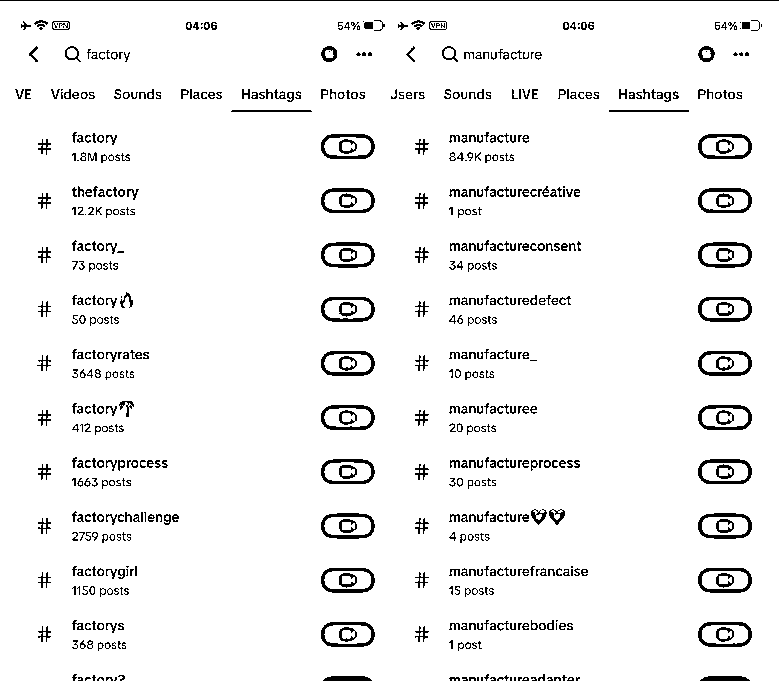 VPN 04:06 54%
factory
VE Videos Sounds Places Hashtags Photos
# factory
1.8M posts
# thefactory
12.2K posts
# factory_
73 posts
# factory🔥
50 posts
# factoryrates
3648 posts
# factory🌴
412 posts
# factoryprocess
1663 posts
# factorychallenge
2759 posts
# factorygirl
1150 posts
# factorys
368 posts
factory?
VPN 04:06 54%
manufacture
Jsers Sounds LIVE Places Hashtags Photos
# manufacture
84.9K posts
# manufacturecréative
1 post
# manufactureconsent
34 posts
# manufacturedefect
46 posts
# manufacture_
10 posts
# manufacturee
20 posts
# manufactureprocess
30 posts
# manufacture
4 posts
# manufacturefrancaise
15 posts
# manufacturebodies
1 post
manufactureadapter